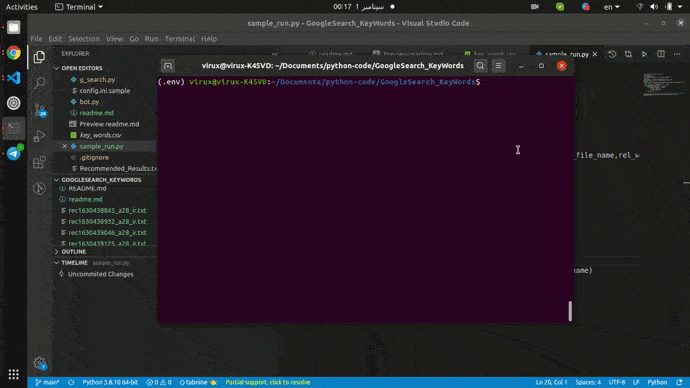 Activities
Terminal
00:17 1 سپتامبر
en
sample_run.py - GoogleSearch_KeyWords - Visual Studio Code
File Edit Selection View Go Run Terminal Help
EXPLORER
OPEN EDITORS
g_search.py
config.ini.sample
bot.py
readme.md
Preview readme.md
key_words.csv
sample_run.py
.gitignore
Recommended_Results.tx
GOOGLESEARCH_KEYWORDS
README.md
readme.md
rec1630438845_a28_ir.txt
rec1630438932_a28_ir.txt
rec1630439046_a28_ir.txt
rec1630439125_a28_ir.txt
OUTLINE
TIMELINE sample_run.py
Uncommited Changes
sample_run.py
virux@virux-K45VD: ~/Documents/python-code/GoogleSearch_KeyWords
(.env) virux@virux-K45VD:~/Documents/python-code/GoogleSearch_KeyWords$
_file_name,rel_w
name)
main* Python 3.8.10 64-bit 0 0 tabnine Partial support, click to resolve
Ln 20, Col 1 Spaces: 4 UTF-8 LF Python